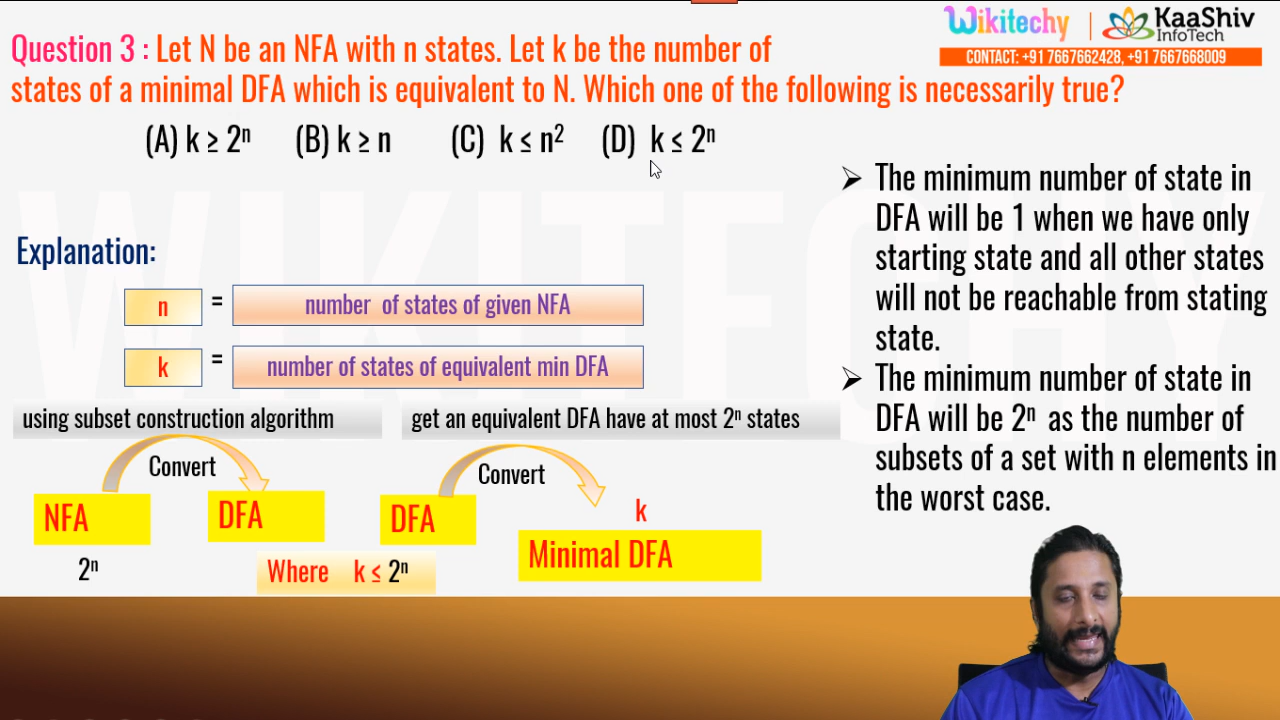 Wikitechy
KaaShiv
InfoTech
CONTACT: +91 7667662428, +91 7667668009
Question 3 : Let N be an NFA with n states. Let k be the number of
states of a minimal DFA which is equivalent to N. Which one of the following is necessarily true?
(A) k ≥ 2ⁿ (B) k ≥ n (C) k ≤ n² (D) k ≤ 2ⁿ
Explanation:
n = number of states of given NFA
k = number of states of equivalent min DFA
using subset construction algorithm
get an equivalent DFA have at most 2ⁿ states
Convert
Convert
NFA
DFA
DFA
k
Minimal DFA
2ⁿ
Where k ≤ 2ⁿ
➢ The minimum number of state in
DFA will be 1 when we have only
starting state and all other states
will not be reachable from stating
state.
➢ The minimum number of state in
DFA will be 2ⁿ as the number of
subsets of a set with n elements in
the worst case.
WIKITECHY